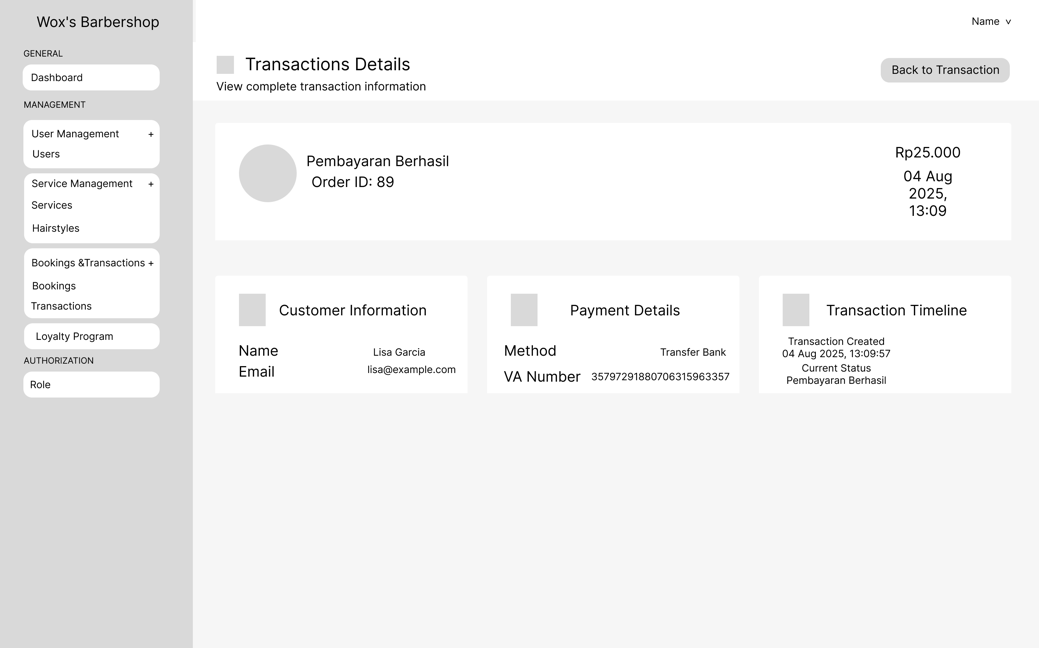 Wox's Barbershop
Name v
GENERAL
Dashboard
MANAGEMENT
User Management +
Users
Service Management +
Services
Hairstyles
Bookings &Transactions +
Bookings
Transactions
Loyalty Program
AUTHORIZATION
Role
Transactions Details
View complete transaction information
Back to Transaction
Pembayaran Berhasil
Order ID: 89
Rp25.000
04 Aug
2025,
13:09
Customer Information
Name Lisa Garcia
Email lisa@example.com
Payment Details
Method Transfer Bank
VA Number 35797291880706315963357
Transaction Timeline
Transaction Created
04 Aug 2025, 13:09:57
Current Status
Pembayaran Berhasil